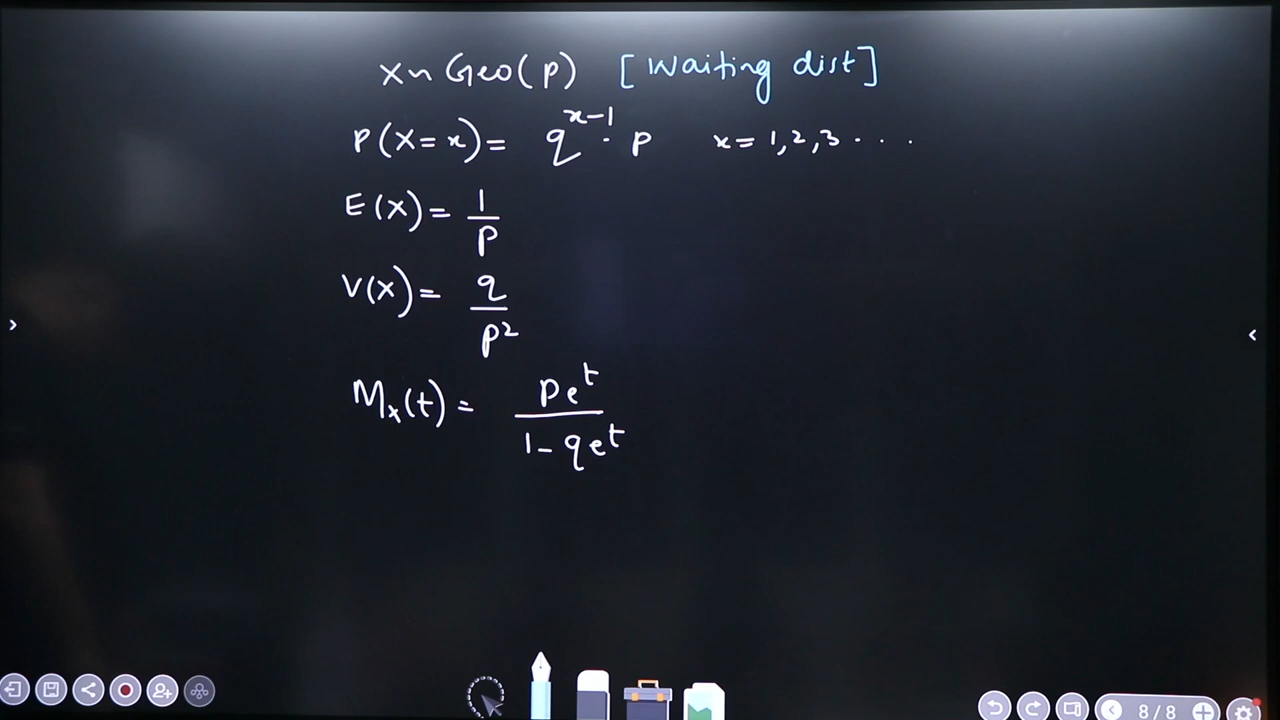 X ~ Geo(p) [Waiting dist]
P(X = x) = q^{x-1} · p x = 1, 2, 3 . . . .
E(X) = 1/p
V(X) = q/p²
M_x(t) = pe^t / 1 - qe^t
8/8